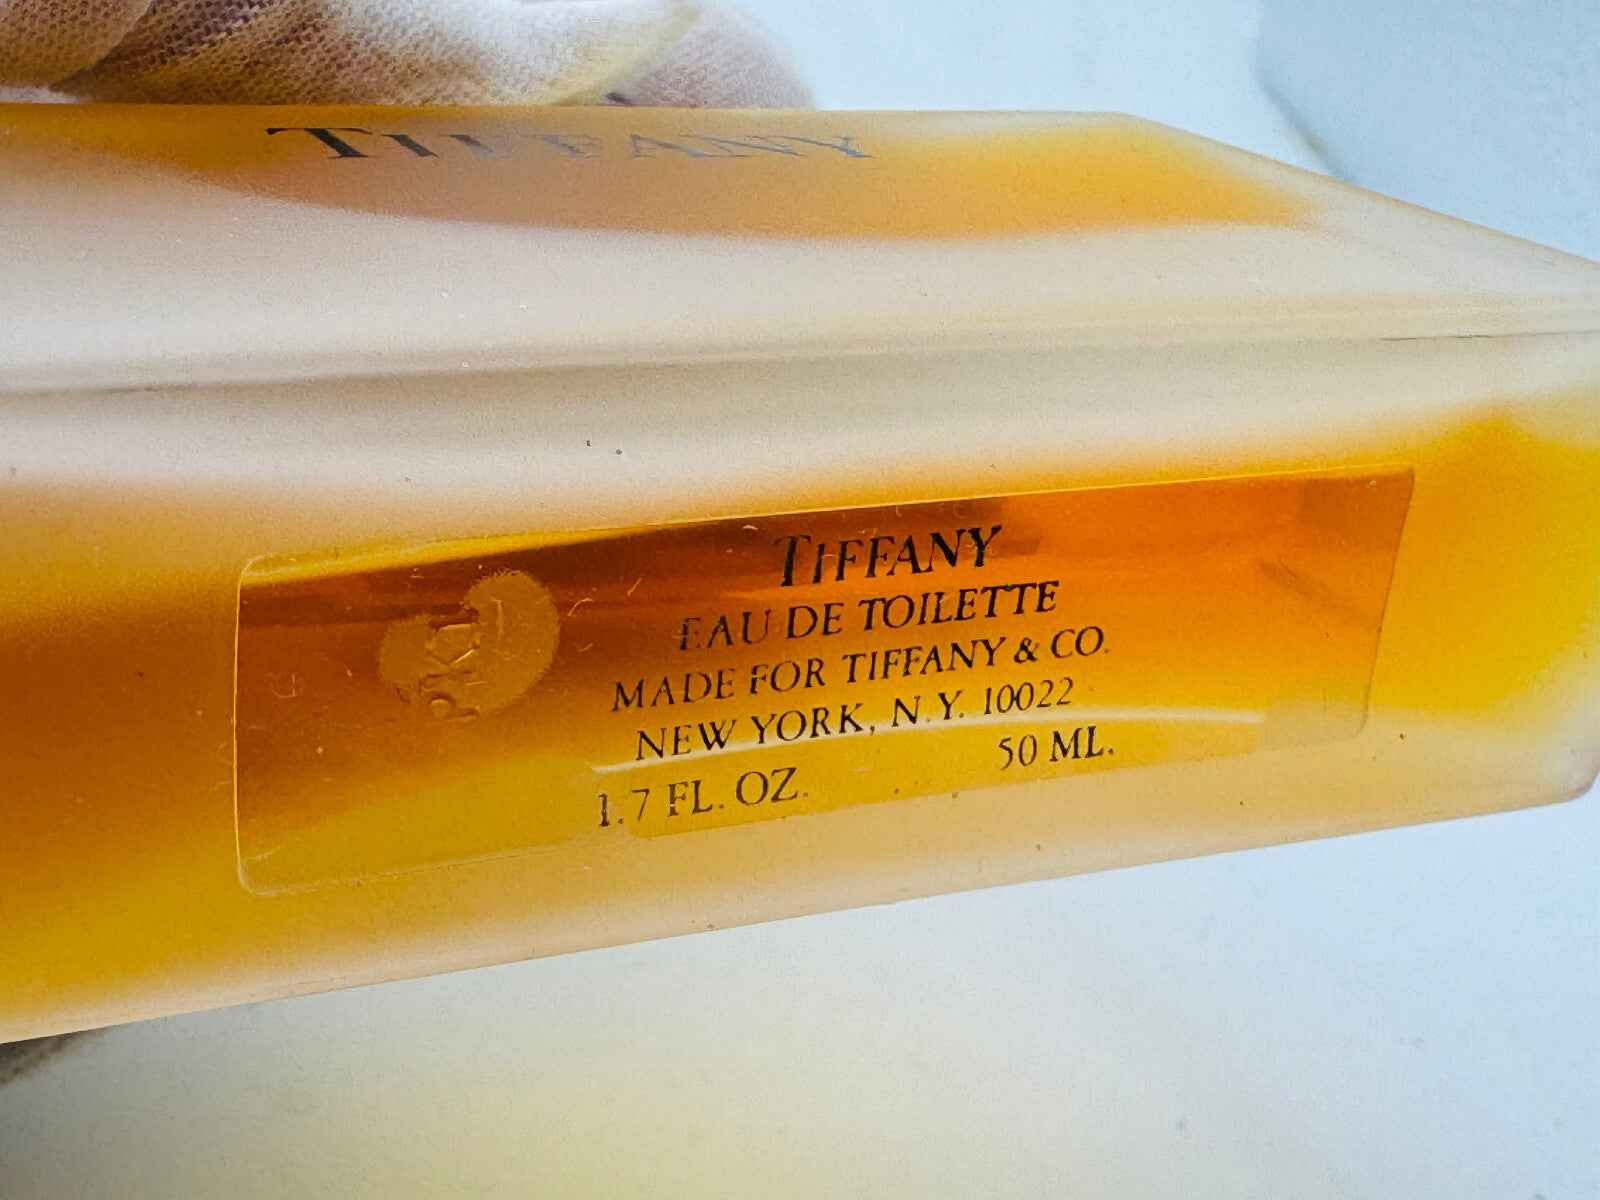 TIFFANY
TIFFANY
EAU DE TOILETTE
MADE FOR TIFFANY & CO.
NEW YORK, N.Y. 10022
1.7 FL. OZ. 50 ML.